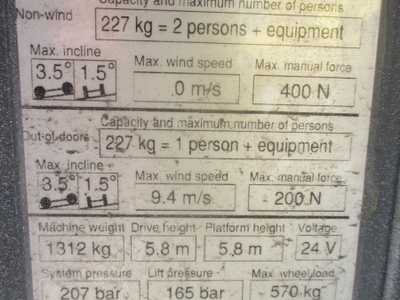 Capacity and maximum number of persons
Non-wind 227 kg = 2 persons + equipment
Max. incline Max. wind speed Max. manual force
3.5° 1.5° .0 m/s 400 N
Capacity and maximum number of persons
Out-of-doors 227 kg = 1 person + equipment
Max. incline Max. wind speed Max. manual force
3.5° 1.5° 9.4 m/s 200 N
Machine weight Drive height Platform height Voltage
1312 kg 5.8 m 5.8 m 24 V
System pressure Lift pressure Max. wheel load
207 bar 165 bar 570 kg